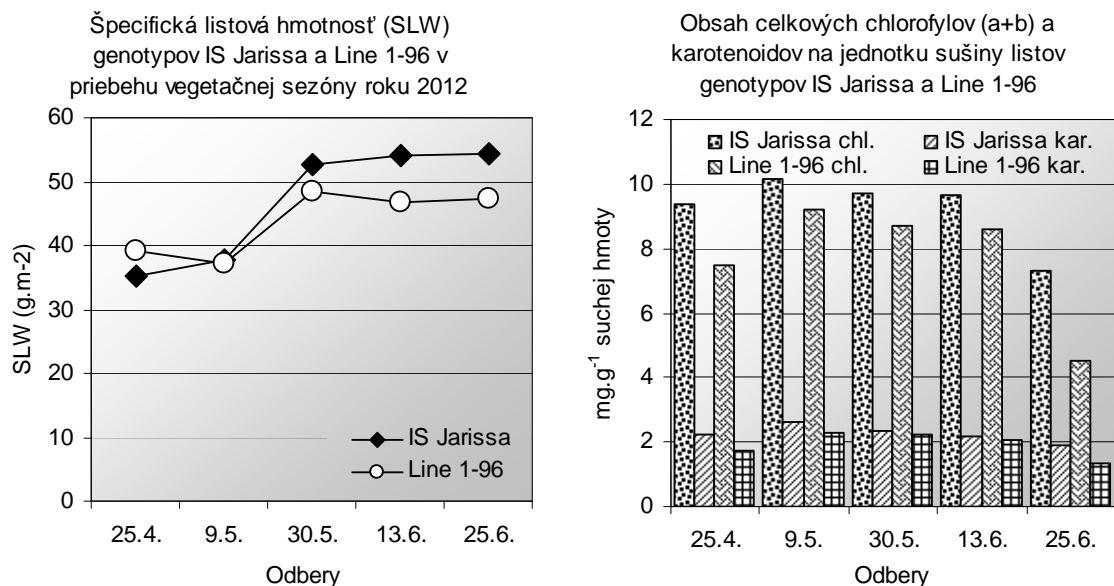 Špecifická listová hmotnosť (SLW)
genotypov IS Jarissa a Line 1-96 v
priebehu vegetačnej sezóny roku 2012
60
50
40
30
20
10
0
SLW (g.m-2)
IS Jarissa
Line 1-96
25.4. 9.5. 30.5. 13.6. 25.6.
Odbery
Obsah celkových chlorofylov (a+b) a
karotenoidov na jednotku sušiny listov
genotypov IS Jarissa a Line 1-96
12
10
8
6
4
2
0
mg.g⁻¹ suchej hmoty
IS Jarissa chl. IS Jarissa kar.
Line 1-96 chl. Line 1-96 kar.
25.4. 9.5. 30.5. 13.6. 25.6.
Odbery